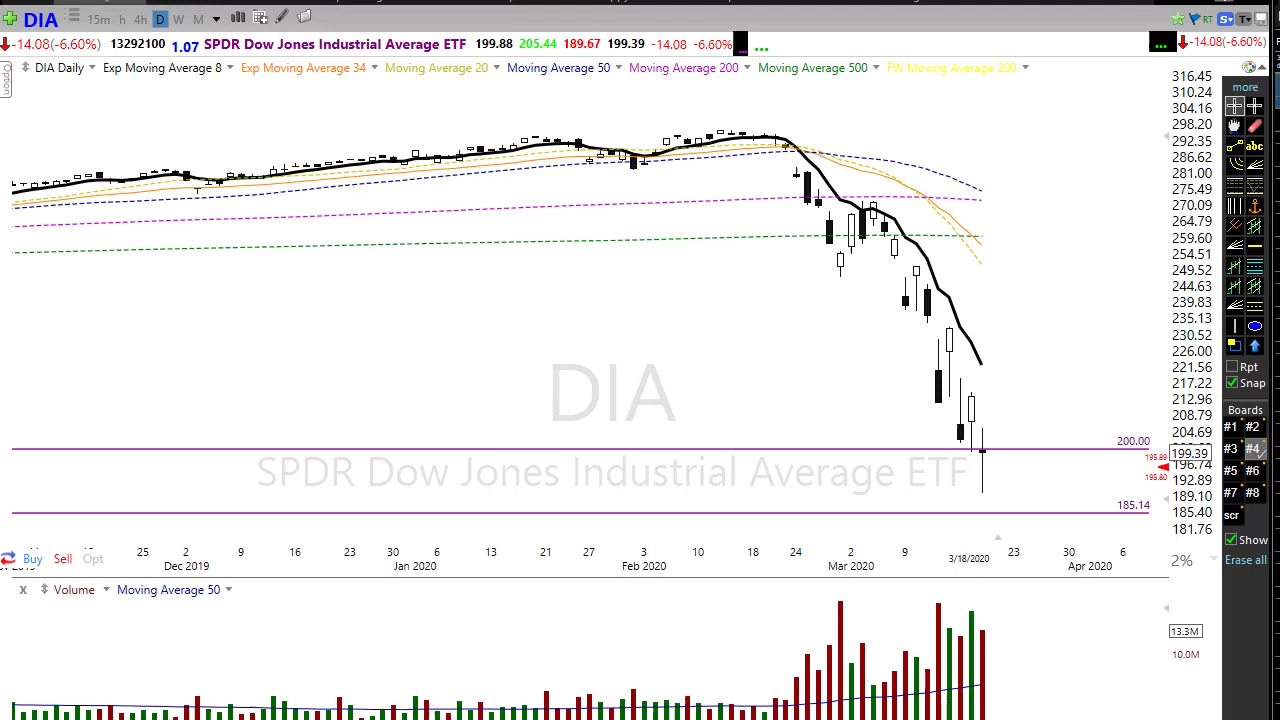 DIA 15m h 4h D W M RT S T
-14.08(-6.60%) 13292100 1.07 SPDR Dow Jones Industrial Average ETF 199.88 205.44 189.67 199.39 -14.08 -6.60% ... ... -14.08(-6.60%)
Option
DIA Daily Exp Moving Average 8 Exp Moving Average 34 Moving Average 20 Moving Average 50 Moving Average 200 Moving Average 500 FW Moving Average 200
316.45
310.24
304.16
298.20
292.35
286.62
281.00
275.49
270.09
264.79
259.60
254.51
249.52
244.63
239.83
235.13
230.52
226.00
221.56
217.22
212.96
208.79
204.69
199.39
196.74
192.89
189.10
185.40
181.76
more
abc
Rpt
Snap
Boards
#1 #2
#3 #4
#5 #6
#7 #8
scr
Show
Erase all
DIA
SPDR Dow Jones Industrial Average ETF
200.00
195.89
195.80
185.14
Buy Sell Opt
25 2 9 16 23 30 6 13 21 27 3 10 18 24 2 9 3/18/2020 23 30 6
2019 Dec 2019 Jan 2020 Feb 2020 Mar 2020 Apr 2020
2%
X Volume Moving Average 50
13.3M
10.0M